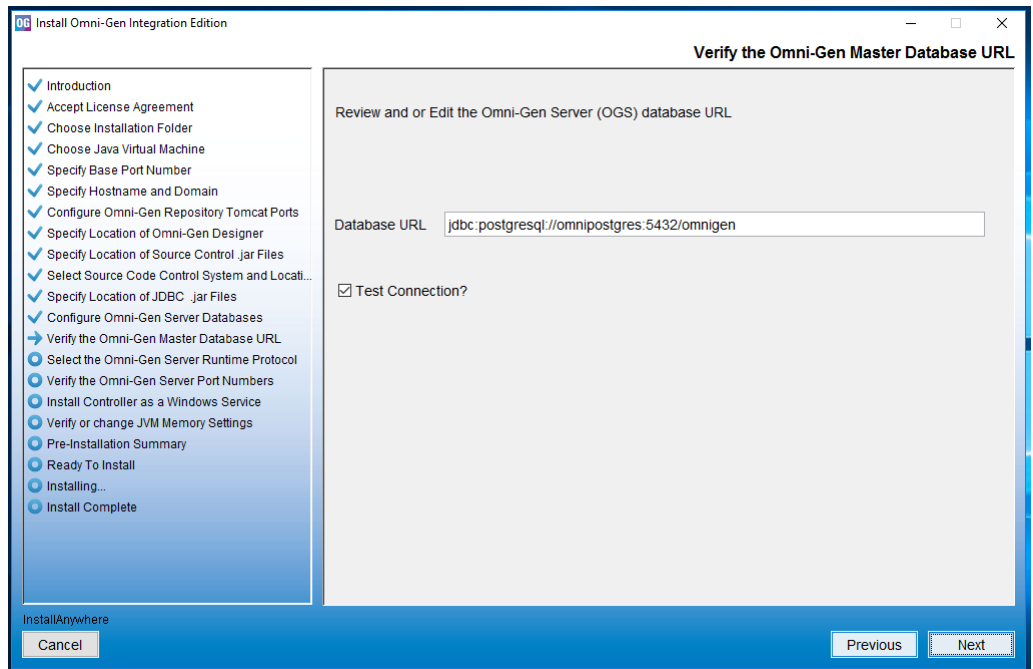 OG Install Omni-Gen Integration Edition
Verify the Omni-Gen Master Database URL
Introduction
Accept License Agreement
Choose Installation Folder
Choose Java Virtual Machine
Specify Base Port Number
Specify Hostname and Domain
Configure Omni-Gen Repository Tomcat Ports
Specify Location of Omni-Gen Designer
Specify Location of Source Control .jar Files
Select Source Code Control System and Locati...
Specify Location of JDBC .jar Files
Configure Omni-Gen Server Databases
Verify the Omni-Gen Master Database URL
Select the Omni-Gen Server Runtime Protocol
Verify the Omni-Gen Server Port Numbers
Install Controller as a Windows Service
Verify or change JVM Memory Settings
Pre-Installation Summary
Ready To Install
Installing...
Install Complete
Review and or Edit the Omni-Gen Server (OGS) database URL
Database URL jdbc:postgresql://omnipostgres:5432/omnigen
Test Connection?
InstallAnywhere
Cancel Previous Next